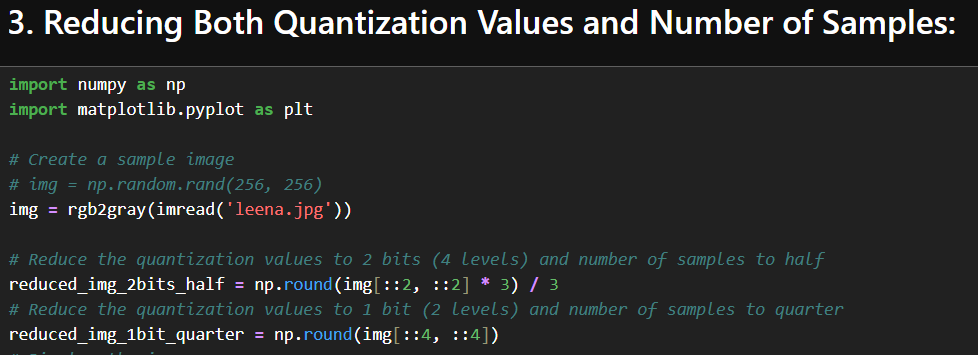 3. Reducing Both Quantization Values and Number of Samples:
import numpy as np
import matplotlib.pyplot as plt
# Create a sample image
# img = np.random.rand(256, 256)
img = rgb2gray(imread('leena.jpg'))
# Reduce the quantization values to 2 bits (4 levels) and number of samples to half
reduced_img_2bits_half = np.round(img[::2, ::2] * 3) / 3
# Reduce the quantization values to 1 bit (2 levels) and number of samples to quarter
reduced_img_1bit_quarter = np.round(img[::4, ::4])